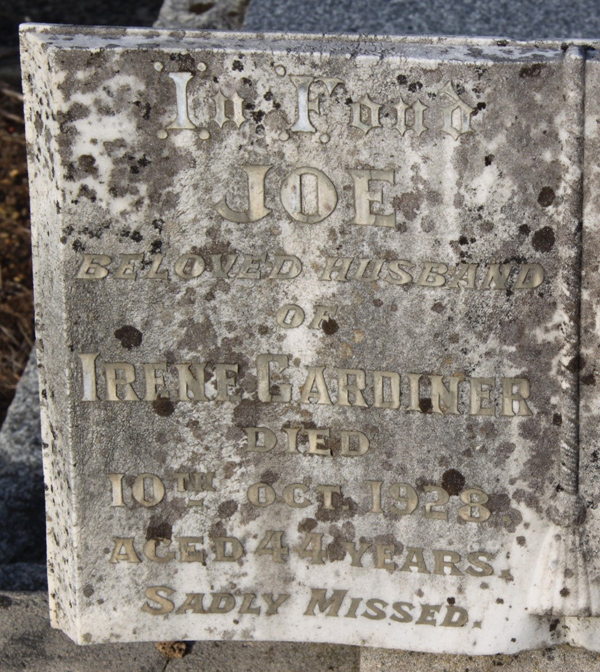 In Fond
JOE
BELOVED HUSBAND
OF
IRENE GARDINER
DIED
10TH OCT. 1928.
AGED 44 YEARS.
SADLY MISSED.